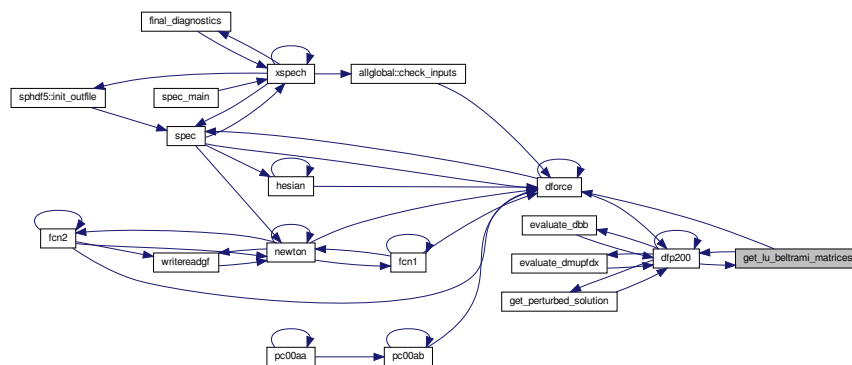 final_diagnostics
xspech
allglobal::check_inputs
sphdf5::init_outfile
spec_main
spec
hesian
dforce
evaluate_dbb
fcn2
newton
writereadgf
fcn1
evaluate_dmupfdx
dfp200
get_lu_beltrami_matrices
get_perturbed_solution
pc00aa
pc00ab